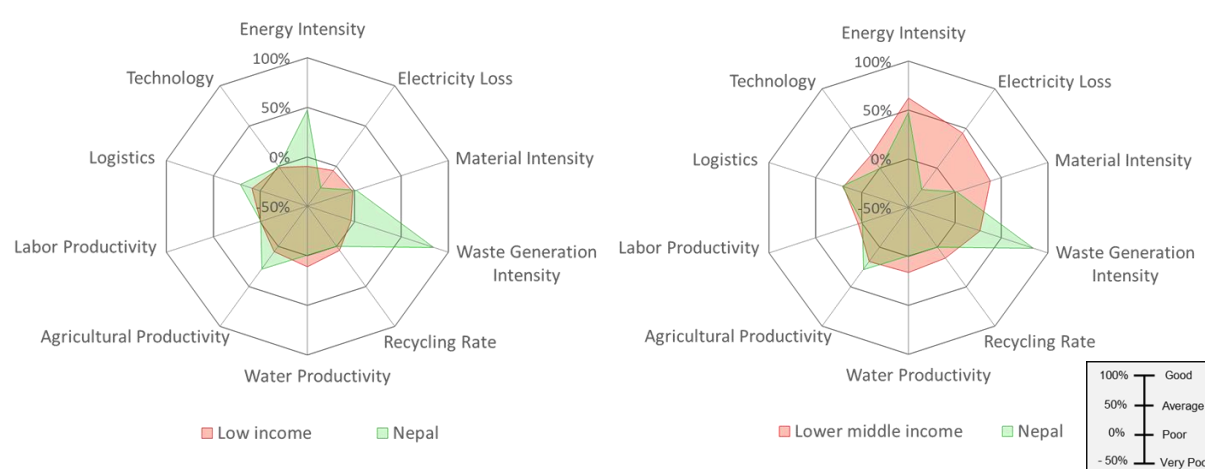 Energy Intensity
100%
Technology
Electricity Loss
50%
Logistics
0%
Material Intensity
-50%
Labor Productivity
Waste Generation
Intensity
Agricultural Productivity
Recycling Rate
Water Productivity
Low income
Nepal
Energy Intensity
100%
Technology
Electricity Loss
50%
Logistics
0%
Material Intensity
-50%
Labor Productivity
Waste Generation
Intensity
Agricultural Productivity
Recycling Rate
Water Productivity
Lower middle income
Nepal
100% Good
50% Average
0% Poor
- 50% Very Poo